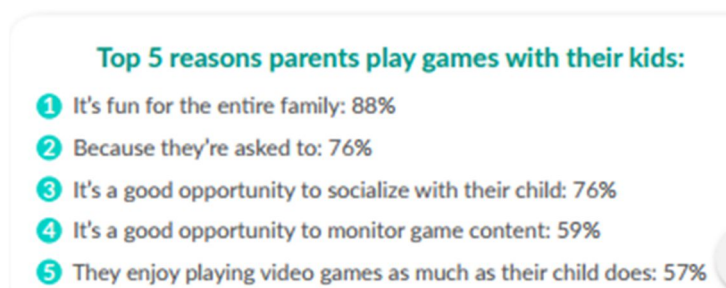 Top 5 reasons parents play games with their kids:
1 It's fun for the entire family: 88%
2 Because they're asked to: 76%
3 It's a good opportunity to socialize with their child: 76%
4 It's a good opportunity to monitor game content: 59%
5 They enjoy playing video games as much as their child does: 57%